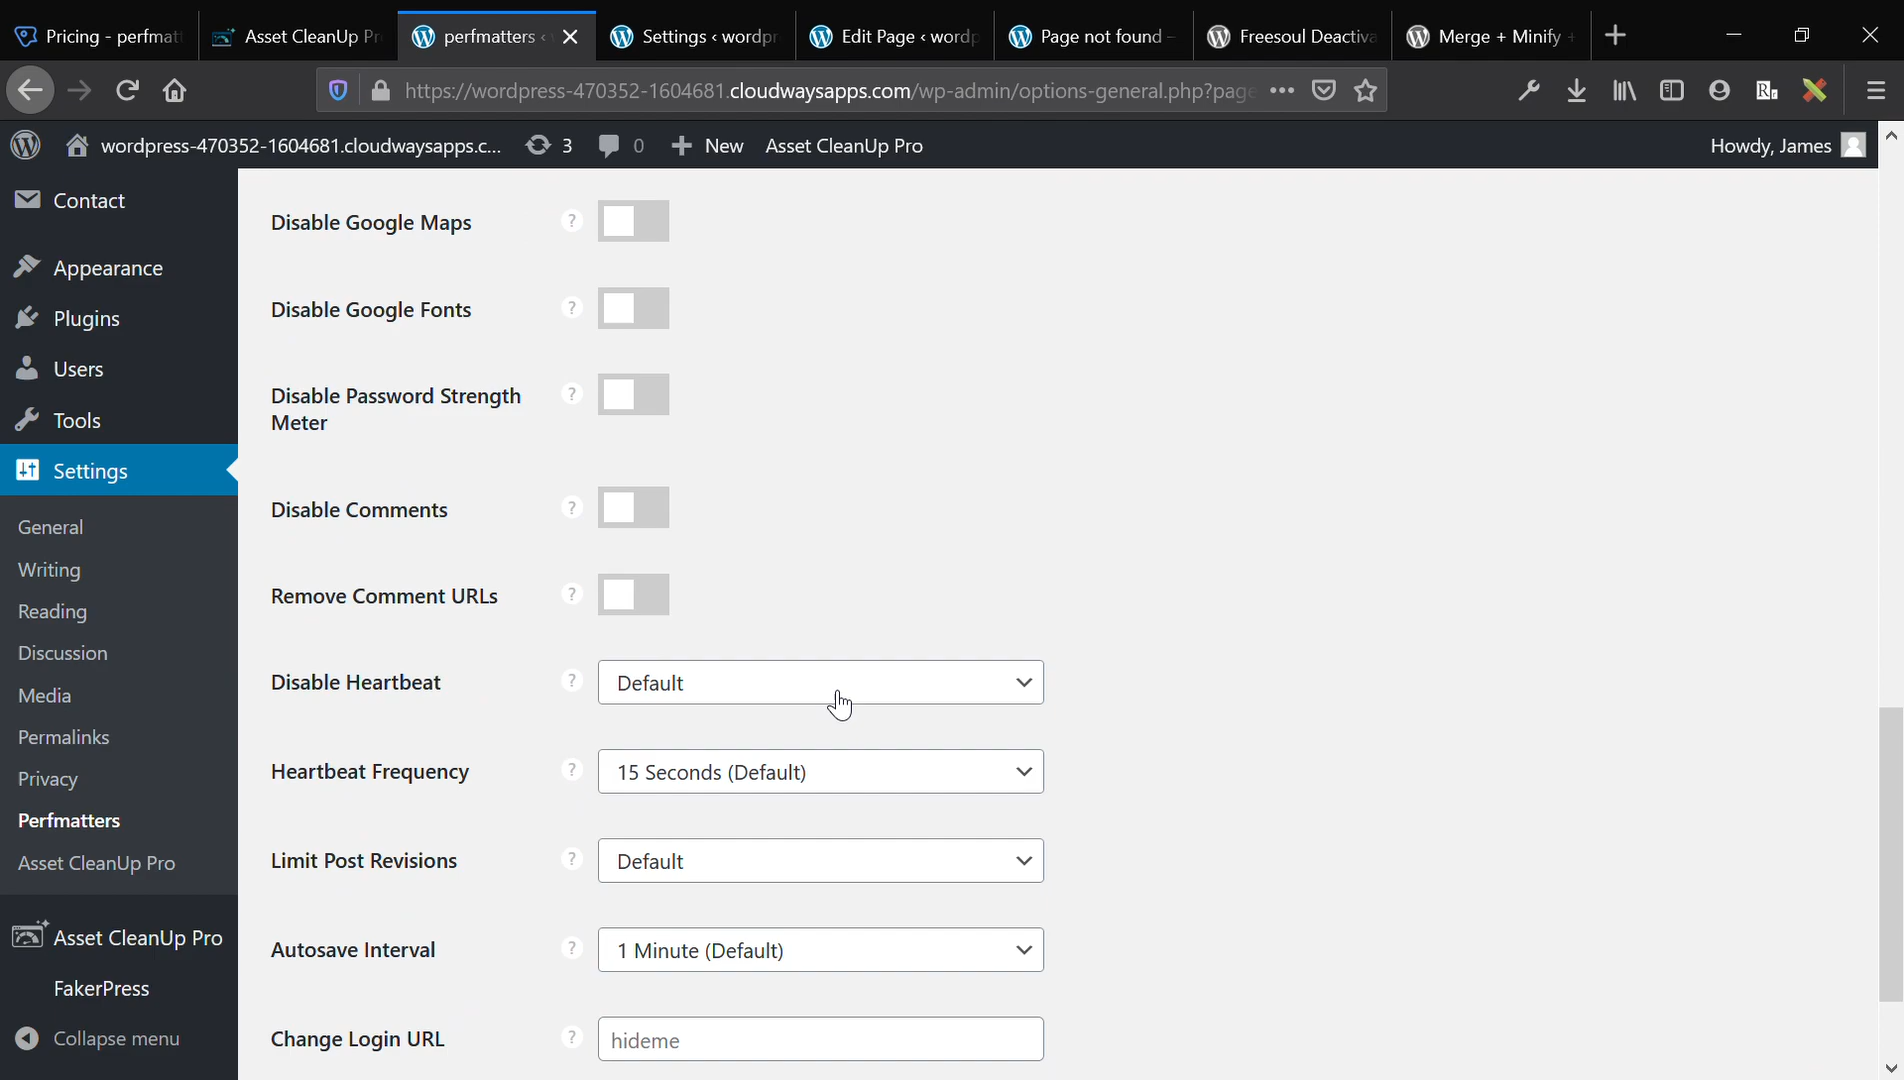 Pricing - perfmat
Asset CleanUp Pr
perfmatters ‹
Settings ‹ wordpr
Edit Page ‹ wordp
Page not found –
Freesoul Deactiva
Merge + Minify +
https://wordpress-470352-1604681.cloudwaysapps.com/wp-admin/options-general.php?page
wordpress-470352-1604681.cloudwaysapps.c...
3
0
New
Asset CleanUp Pro
Howdy, James
Contact
Appearance
Plugins
Users
Tools
Settings
General
Writing
Reading
Discussion
Media
Permalinks
Privacy
Perfmatters
Asset CleanUp Pro
Asset CleanUp Pro
FakerPress
Collapse menu
Disable Google Maps ?
Disable Google Fonts ?
Disable Password Strength ?
Meter
Disable Comments ?
Remove Comment URLs ?
Disable Heartbeat ? Default
Heartbeat Frequency ? 15 Seconds (Default)
Limit Post Revisions ? Default
Autosave Interval ? 1 Minute (Default)
Change Login URL ? hideme